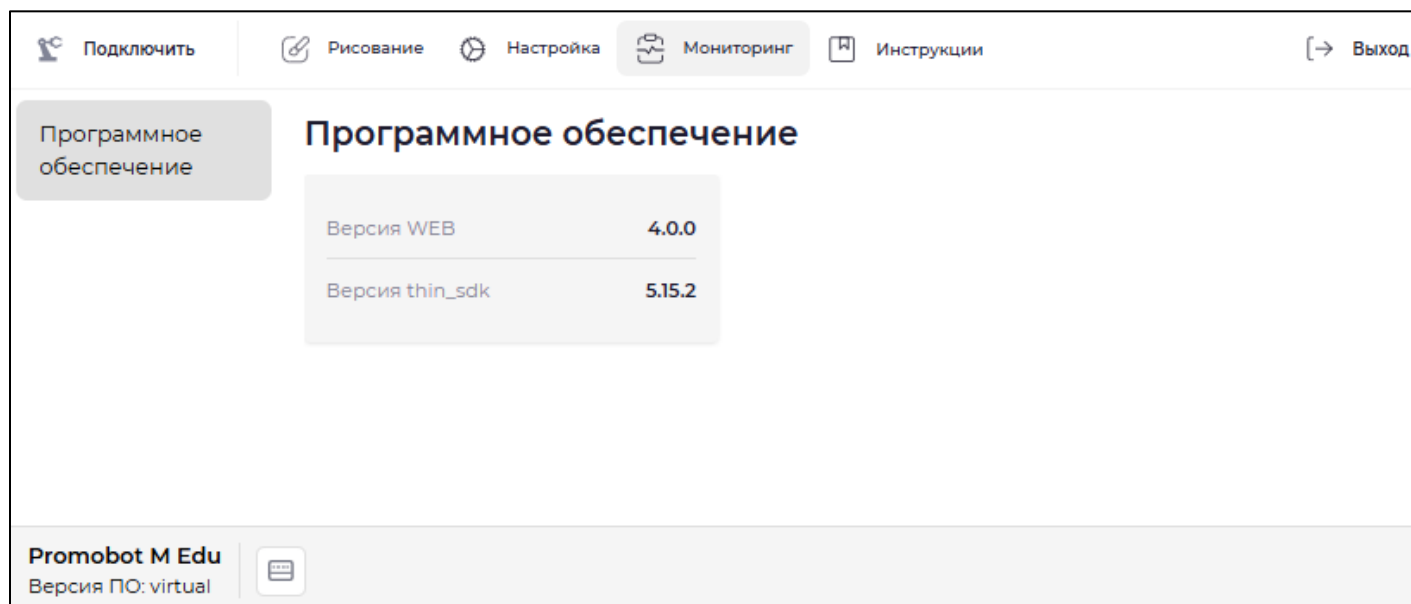 Подключить Рисование Настройка Мониторинг Инструкции Выход
Программное
обеспечение
Программное обеспечение
Версия WEB 4.0.0
Версия thin_sdk 5.15.2
Promobot M Edu
Версия ПО: virtual